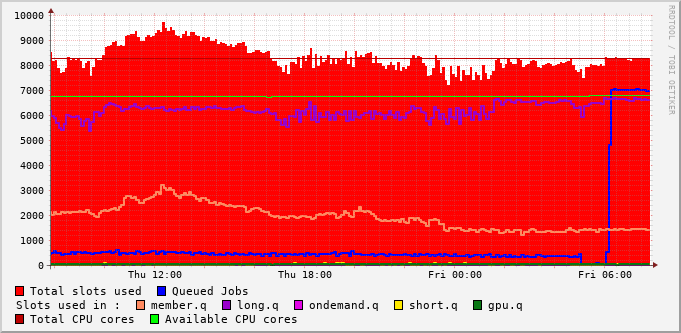 RRDTOOL / TOBI OETIKER
10000
9000
8000
7000
6000
5000
4000
3000
2000
1000
0
Thu 12:00 Thu 18:00 Fri 00:00 Fri 06:00
Total slots used Queued Jobs
Slots used in : member.q long.q ondemand.q short.q gpu.q
Total CPU cores Available CPU cores